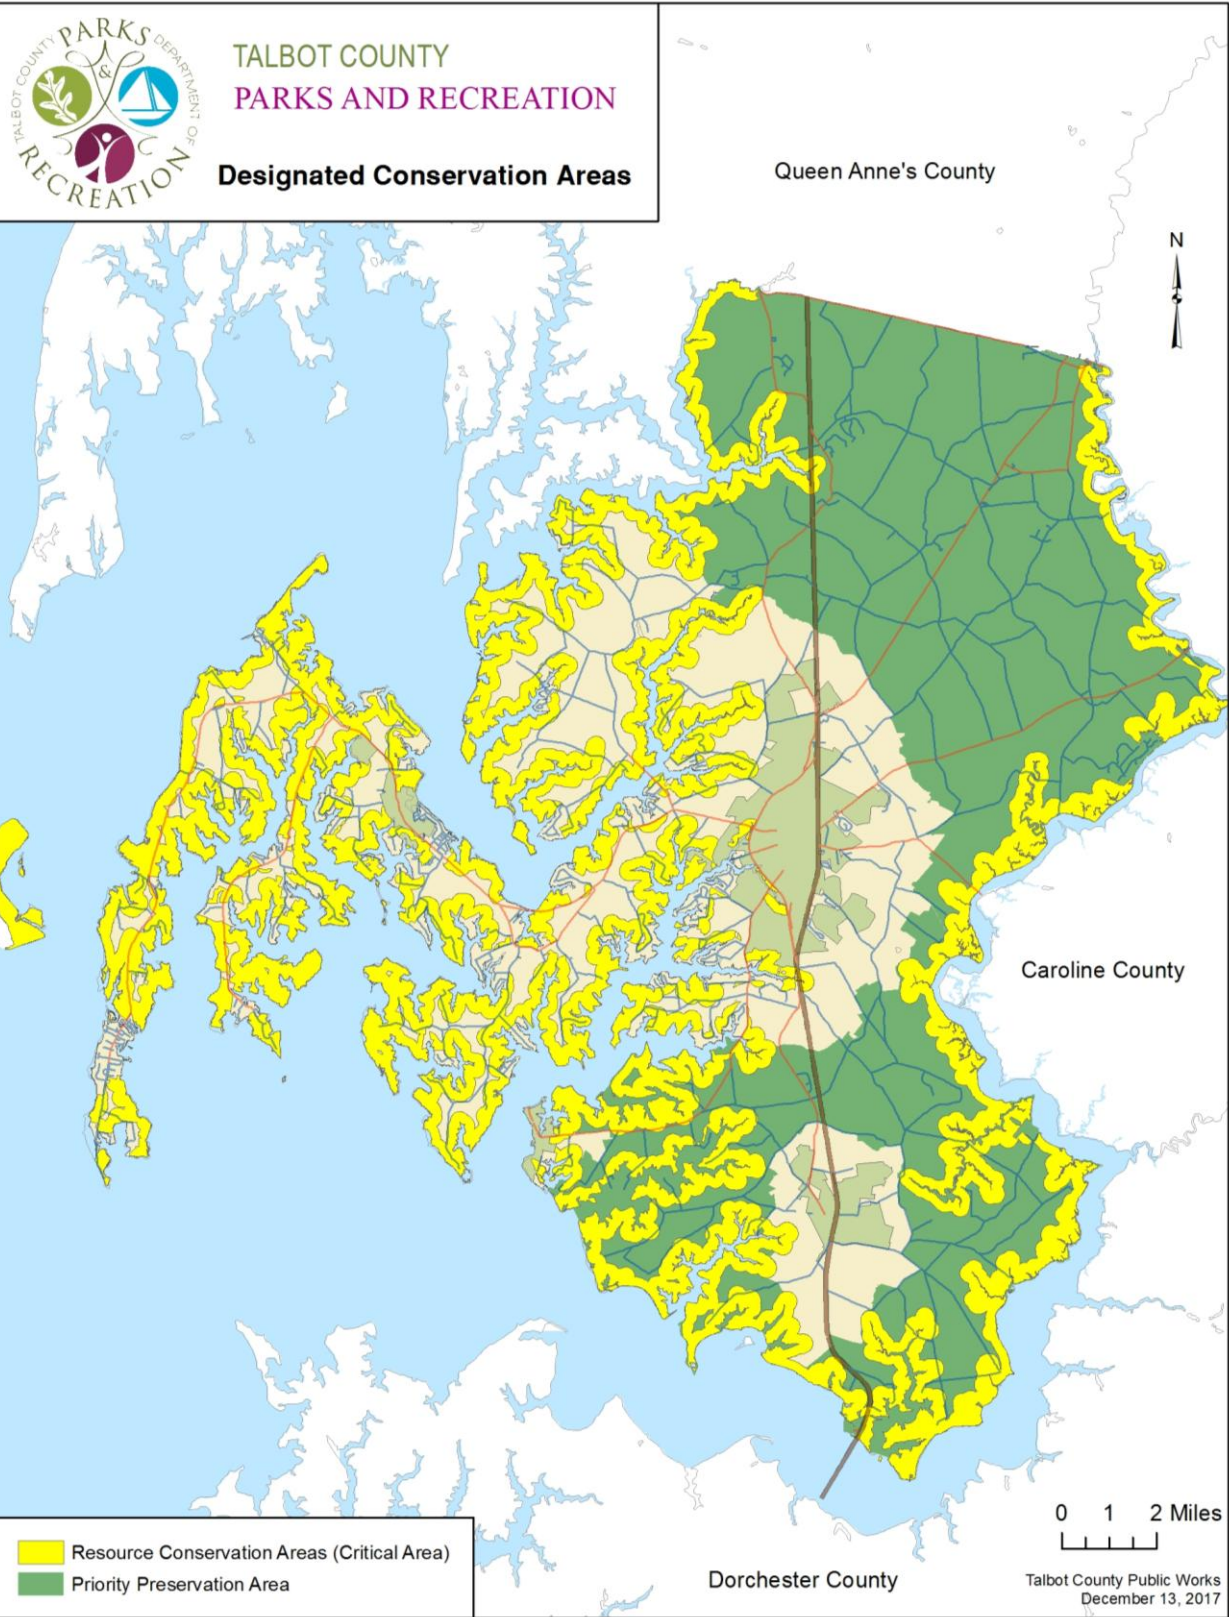 TALBOT COUNTY PARKS & RECREATION DEPARTMENT OF
TALBOT COUNTY
PARKS AND RECREATION
Designated Conservation Areas
Queen Anne's County
N
Caroline County
0 1 2 Miles
Resource Conservation Areas (Critical Area)
Priority Preservation Area
Dorchester County
Talbot County Public Works
December 13, 2017